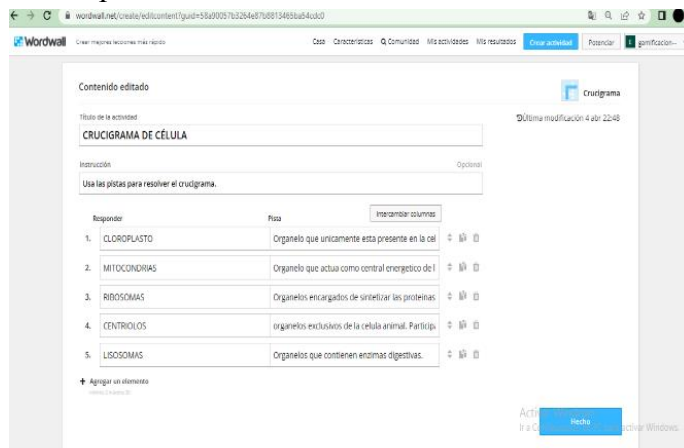 wordwall.net/create/editcontent?guid=58a90057b3264e87b8813465ba54cdc0
Wordwall Crear mejores lecciones más rápido Casa Características Comunidad Mis actividades Mis resultados Crear actividad Potenciar gamificacion--
Contenido editado
Crucigrama
Título de la actividad
Última modificación 4 abr 22:48
CRUCIGRAMA DE CÉLULA
Instrucción Opcional
Usa las pistas para resolver el crucigrama.
Responder Pista Intercambiar columnas
1. CLOROPLASTO Organelo que unicamente esta presente en la cel
2. MITOCONDRIAS Organelo que actua como central energetico de l
3. RIBOSOMAS Organelos encargados de sintetizar las proteinas
4. CENTRIOLOS organelos exclusivos de la celula animal. Participa
5. LISOSOMAS Organelos que contienen enzimas digestivas.
+ Agregar un elemento
Hecho
activar Windows.